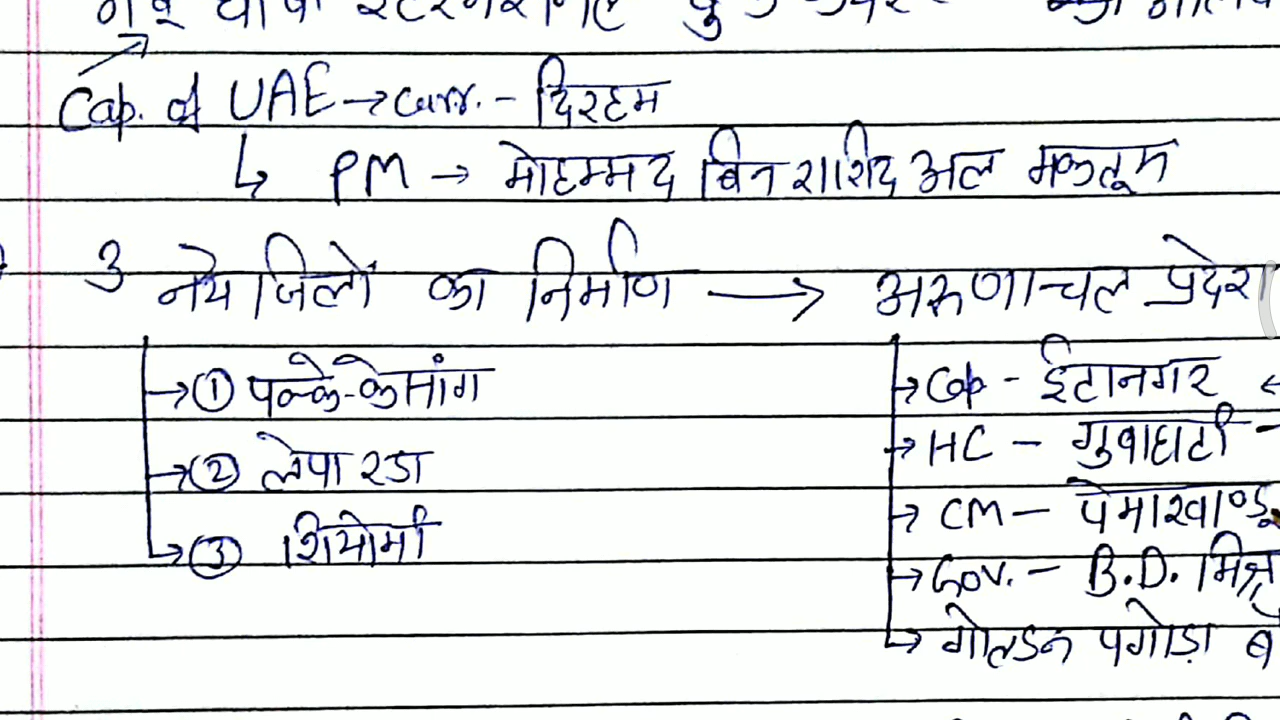 Cap. of UAE → Curr. - दिरहम
↳ PM → मोहम्मद बिन राशिद अल मकतूम
3 नये जिलों का निर्माण → अरुणाचल प्रदेश
→ ① पक्के-केसांग
→ ② लेपा रडा
→ ③ शियोमी
→ Cap - ईटानगर ←
→ HC - गुवाहाटी -
→ CM - पेमा खाण्डू
→ Gov. - B.D. मिश्रा
→ गोल्डन पगोडा